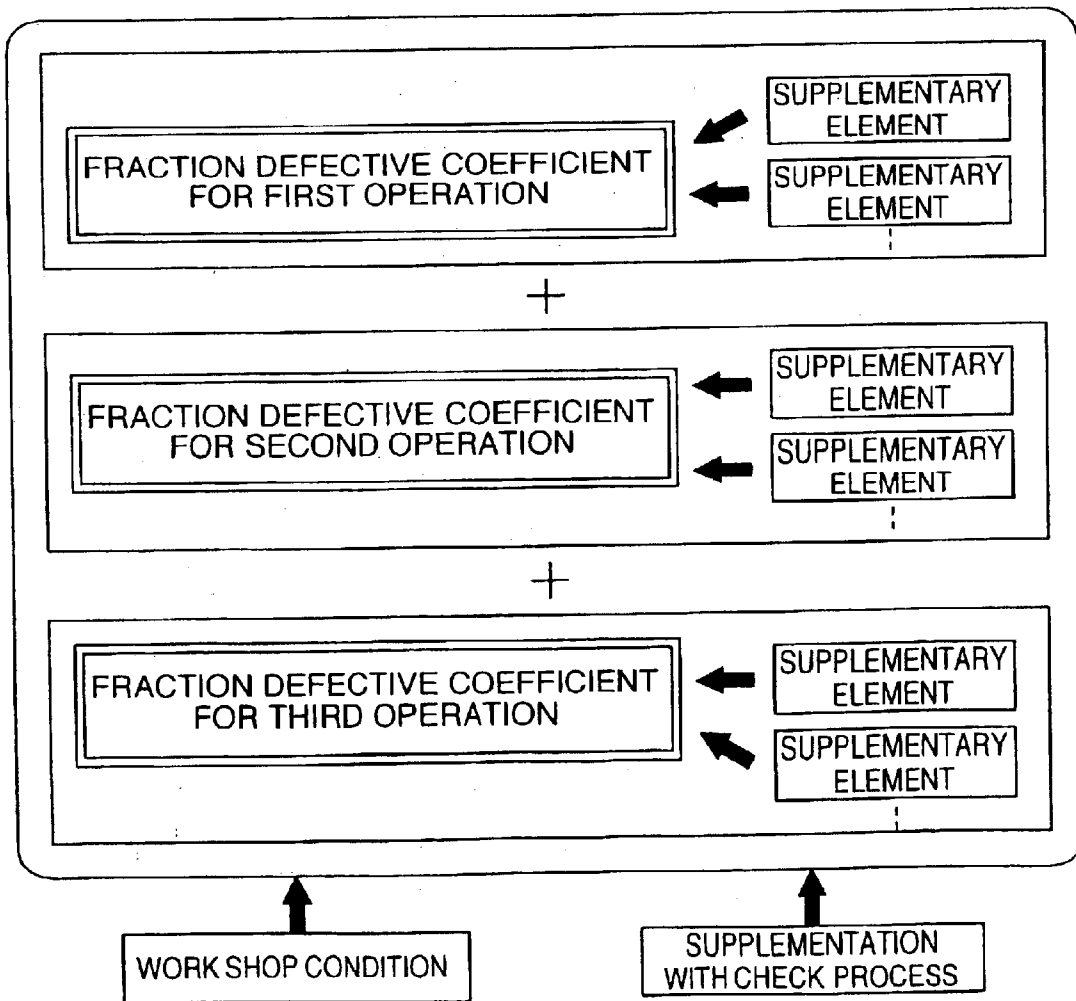 SUPPLEMENTARY
ELEMENT
FRACTION DEFECTIVE COEFFICIENT
FOR FIRST OPERATION
SUPPLEMENTARY
ELEMENT
+
SUPPLEMENTARY
ELEMENT
FRACTION DEFECTIVE COEFFICIENT
FOR SECOND OPERATION
SUPPLEMENTARY
ELEMENT
+
SUPPLEMENTARY
ELEMENT
FRACTION DEFECTIVE COEFFICIENT
FOR THIRD OPERATION
SUPPLEMENTARY
ELEMENT
WORK SHOP CONDITION
SUPPLEMENTATION
WITH CHECK PROCESS